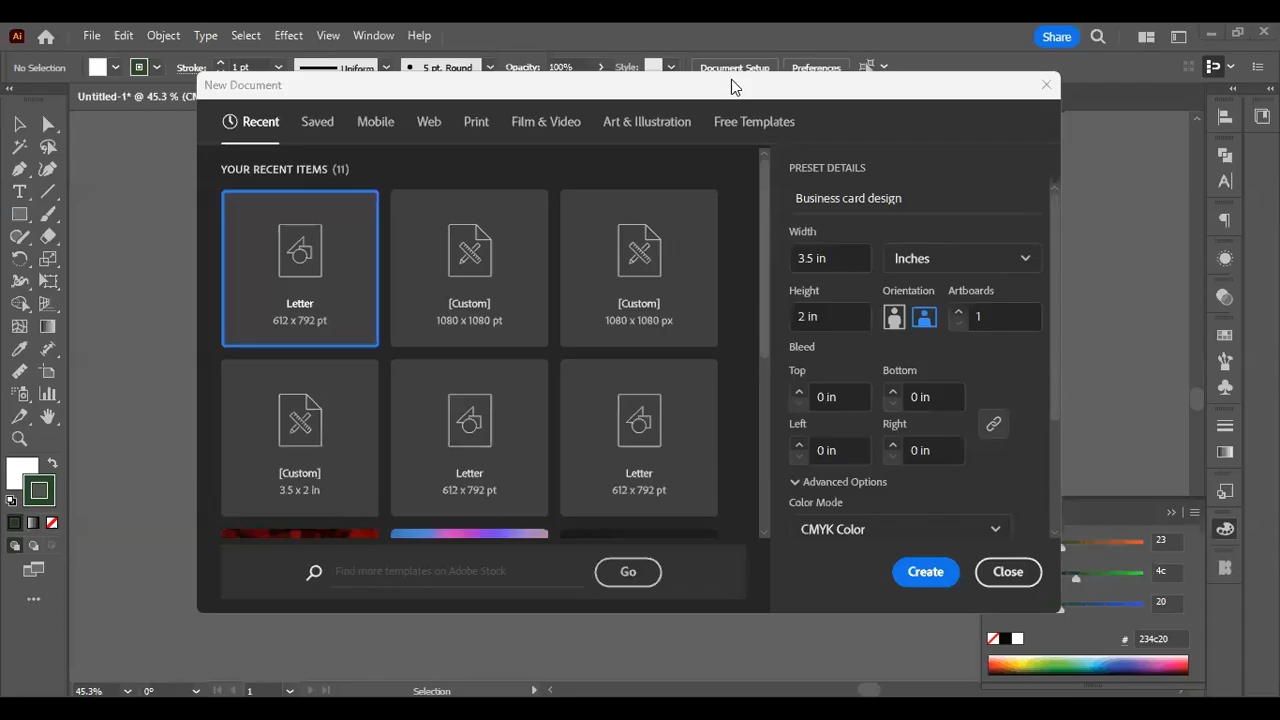 Ai File Edit Object Type Select Effect View Window Help Share
No Selection Stroke: 1 pt Uniform 5 pt. Round Opacity: 100% Style: Document Setup Preferences
Untitled-1* @ 45.3 % (CM
New Document
Recent Saved Mobile Web Print Film & Video Art & Illustration Free Templates
YOUR RECENT ITEMS (11)
Letter
612 x 792 pt
[Custom]
1080 x 1080 pt
[Custom]
1080 x 1080 px
[Custom]
3.5 x 2 in
Letter
612 x 792 pt
Letter
612 x 792 pt
Find more templates on Adobe Stock Go
PRESET DETAILS
Business card design
Width
3.5 in Inches
Height Orientation Artboards
2 in 1
Bleed
Top Bottom
0 in 0 in
Left Right
0 in 0 in
Advanced Options
Color Mode
CMYK Color
Create Close
23
4c
20
# 234c20
45.3% 0° 1 Selection